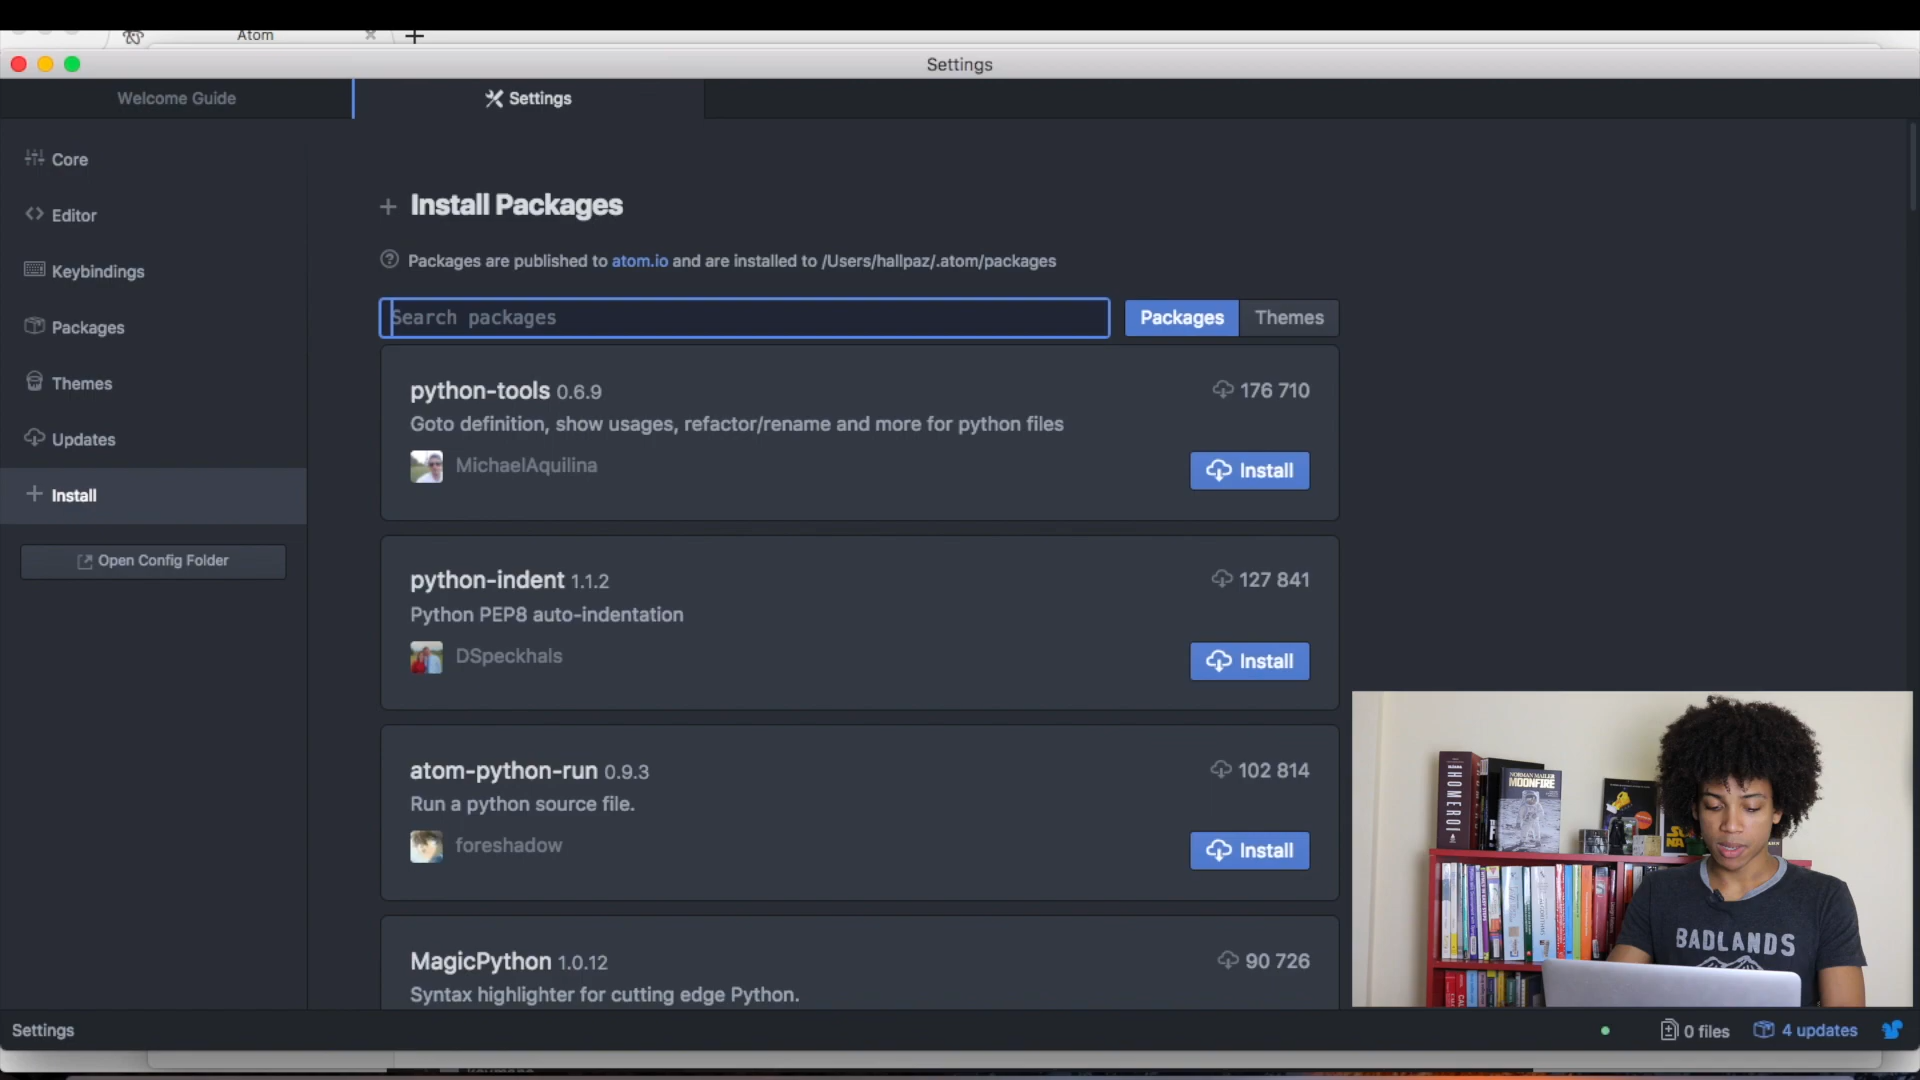 Atom
Settings
Welcome Guide
Settings
Core
Editor
Keybindings
Packages
Themes
Updates
Install
Open Config Folder
Install Packages
Packages are published to atom.io and are installed to /Users/hallpaz/.atom/packages
Search packages
Packages
Themes
python-tools 0.6.9
176 710
Goto definition, show usages, refactor/rename and more for python files
MichaelAquilina
Install
python-indent 1.1.2
127 841
Python PEP8 auto-indentation
DSpeckhals
Install
atom-python-run 0.9.3
102 814
Run a python source file.
foreshadow
Install
MagicPython 1.0.12
90 726
Syntax highlighter for cutting edge Python.
HOMERO
NORMAN MAILER
MOONFIRE
BADLANDS
Settings
0 files
4 updates